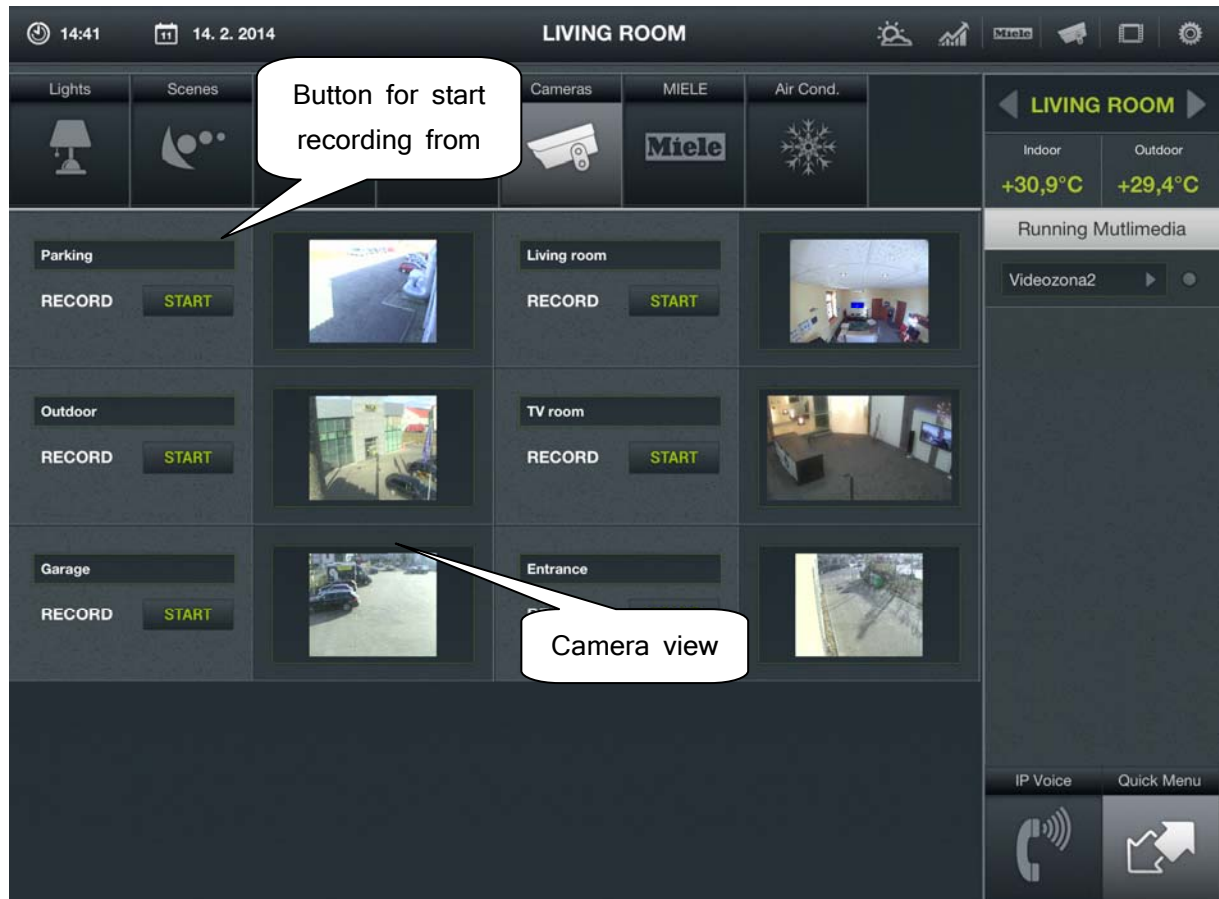 14:41
11
14. 2. 2014
LIVING ROOM
Miele
Lights
Scenes
Cameras
MIELE
Air Cond.
Miele
Button for start
recording from
LIVING ROOM
Indoor
Outdoor
+30,9°C
+29,4°C
Running Mutlimedia
Videozona2
Parking
RECORD
START
Living room
RECORD
START
Outdoor
RECORD
START
TV room
RECORD
START
Garage
RECORD
START
Entrance
Camera view
IP Voice
Quick Menu